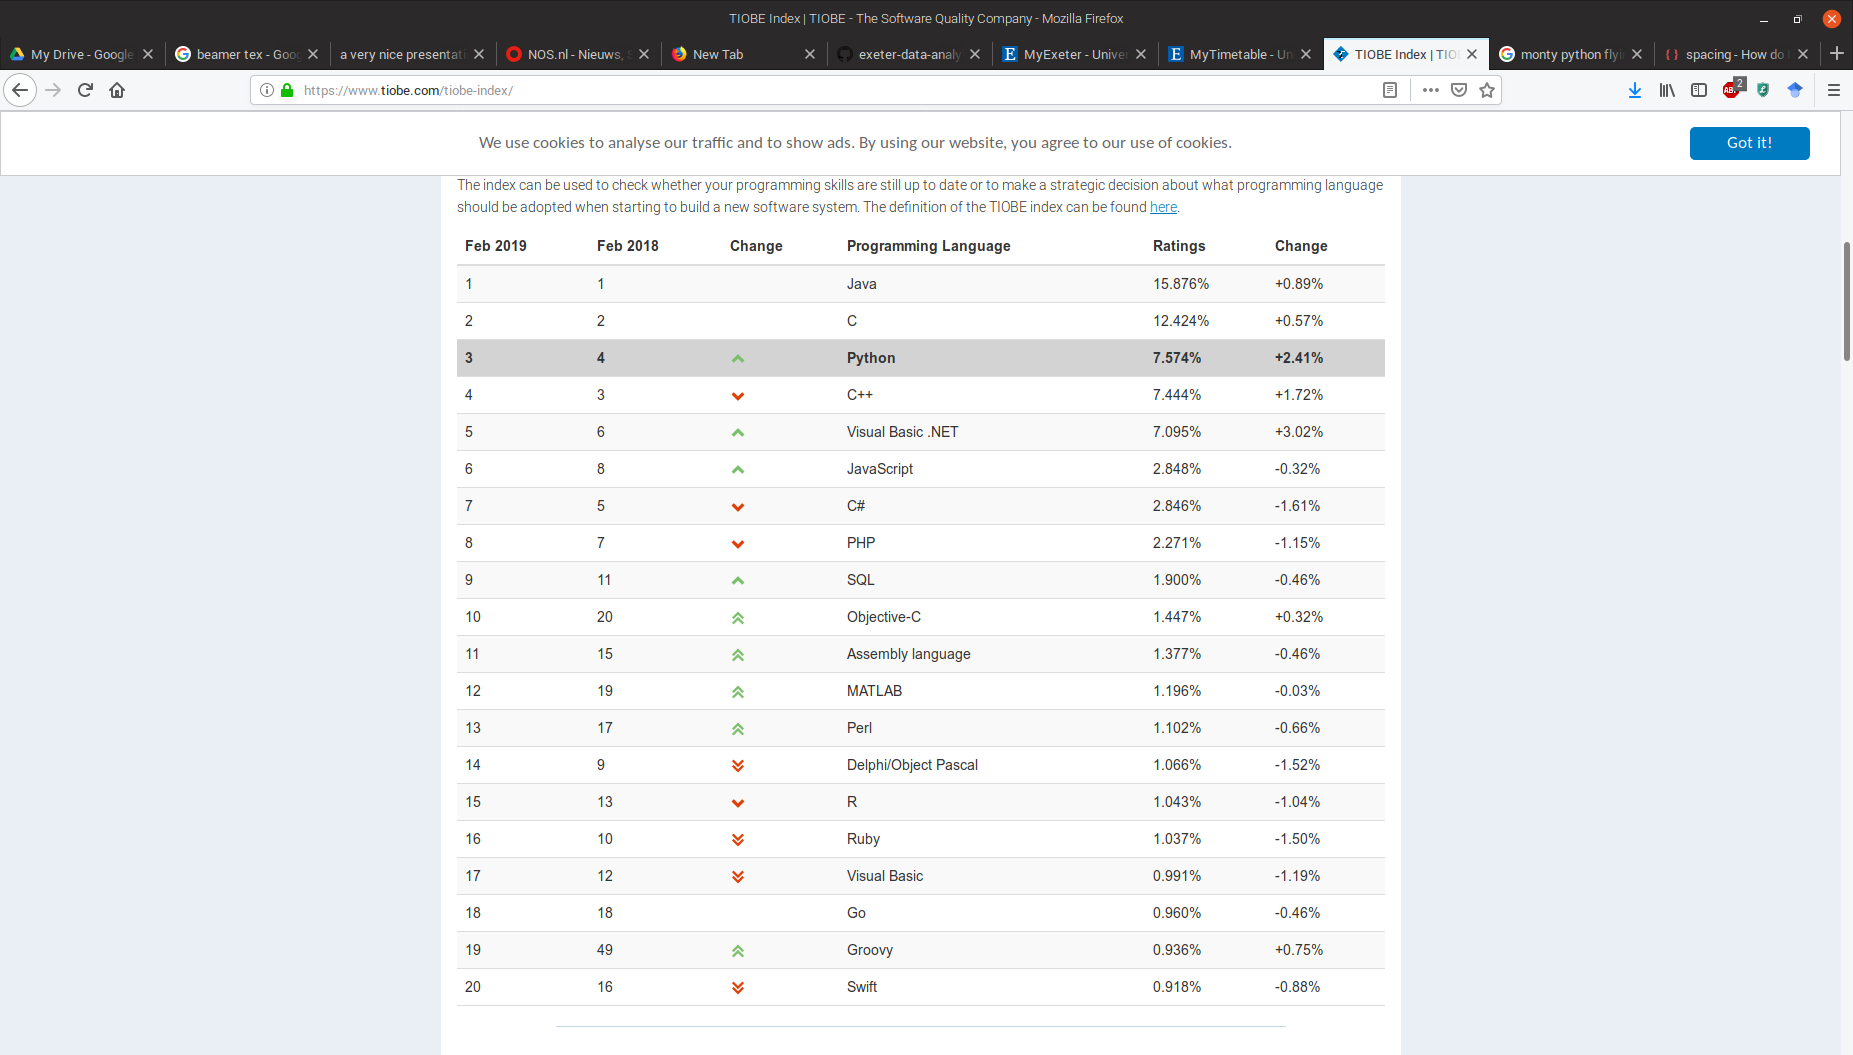 TIOBE Index | TIOBE - The Software Quality Company - Mozilla Firefox
My Drive - Google
beamer tex - Goog
a very nice presentati
NOS.nl - Nieuws, S
New Tab
exeter-data-analy
MyExeter - Univer
MyTimetable - Un
TIOBE Index | TIO
monty python flyi
spacing - How do
https://www.tiobe.com/tiobe-index/
ABP 2
We use cookies to analyse our traffic and to show ads. By using our website, you agree to our use of cookies.
Got it!
The index can be used to check whether your programming skills are still up to date or to make a strategic decision about what programming language
should be adopted when starting to build a new software system. The definition of the TIOBE index can be found here.
Feb 2019 Feb 2018 Change Programming Language Ratings Change
1 1 Java 15.876% +0.89%
2 2 C 12.424% +0.57%
3 4 Python 7.574% +2.41%
4 3 C++ 7.444% +1.72%
5 6 Visual Basic .NET 7.095% +3.02%
6 8 JavaScript 2.848% -0.32%
7 5 C# 2.846% -1.61%
8 7 PHP 2.271% -1.15%
9 11 SQL 1.900% -0.46%
10 20 Objective-C 1.447% +0.32%
11 15 Assembly language 1.377% -0.46%
12 19 MATLAB 1.196% -0.03%
13 17 Perl 1.102% -0.66%
14 9 Delphi/Object Pascal 1.066% -1.52%
15 13 R 1.043% -1.04%
16 10 Ruby 1.037% -1.50%
17 12 Visual Basic 0.991% -1.19%
18 18 Go 0.960% -0.46%
19 49 Groovy 0.936% +0.75%
20 16 Swift 0.918% -0.88%